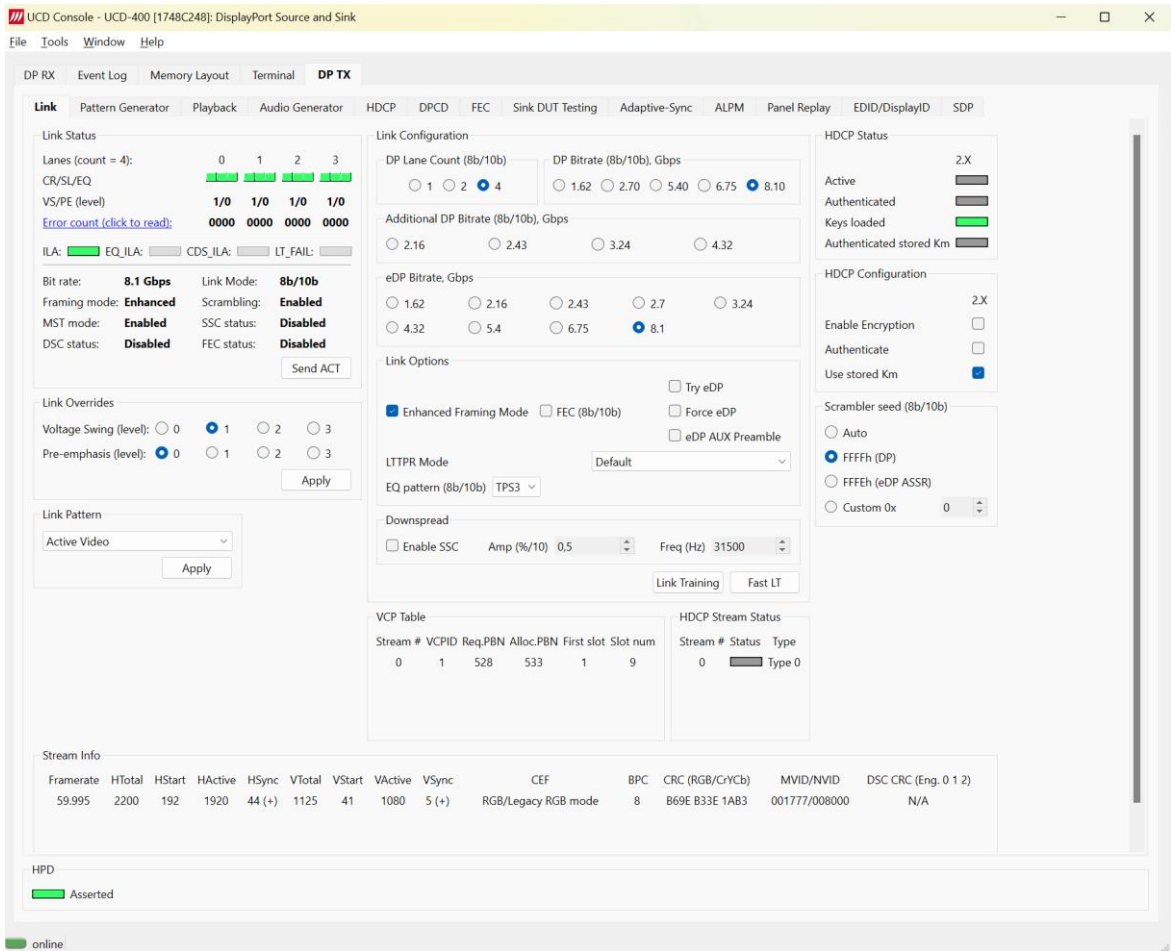 UCD Console - UCD-400 [1748C248]: DisplayPort Source and Sink
File Tools Window Help
DP RX Event Log Memory Layout Terminal DP TX
Link Pattern Generator Playback Audio Generator HDCP DPCD FEC Sink DUT Testing Adaptive-Sync ALPM Panel Replay EDID/DisplayID SDP
Link Status
Lanes (count = 4): 0 1 2 3
CR/SL/EQ
VS/PE (level) 1/0 1/0 1/0 1/0
Error count (click to read): 0000 0000 0000 0000
ILA: EQ_ILA: CDS_ILA: LT_FAIL:
Bit rate: 8.1 Gbps Link Mode: 8b/10b
Framing mode: Enhanced Scrambling: Enabled
MST mode: Enabled SSC status: Disabled
DSC status: Disabled FEC status: Disabled
Send ACT
Link Overrides
Voltage Swing (level): 0 1 2 3
Pre-emphasis (level): 0 1 2 3
Apply
Link Pattern
Active Video
Apply
Link Configuration
DP Lane Count (8b/10b)
1 2 4
DP Bitrate (8b/10b), Gbps
1.62 2.70 5.40 6.75 8.10
Additional DP Bitrate (8b/10b), Gbps
2.16 2.43 3.24 4.32
eDP Bitrate, Gbps
1.62 2.16 2.43 2.7 3.24
4.32 5.4 6.75 8.1
Link Options
Try eDP
Enhanced Framing Mode FEC (8b/10b) Force eDP
eDP AUX Preamble
LTTPR Mode Default
EQ pattern (8b/10b) TPS3
Downspread
Enable SSC Amp (%/10) 0,5 Freq (Hz) 31500
Link Training Fast LT
VCP Table
Stream # VCPID Req.PBN Alloc.PBN First slot Slot num
0 1 528 533 1 9
HDCP Stream Status
Stream # Status Type
0 Type 0
HDCP Status
2.X
Active
Authenticated
Keys loaded
Authenticated stored Km
HDCP Configuration
2.X
Enable Encryption
Authenticate
Use stored Km
Scrambler seed (8b/10b)
Auto
FFFFh (DP)
FFFEh (eDP ASSR)
Custom 0x 0
Stream Info
Framerate HTotal HStart HActive HSync VTotal VStart VActive VSync CEF BPC CRC (RGB/CrYCb) MVID/NVID DSC CRC (Eng. 0 1 2)
59.995 2200 192 1920 44 (+) 1125 41 1080 5 (+) RGB/Legacy RGB mode 8 B69E B33E 1AB3 001777/008000 N/A
HPD
Asserted
online